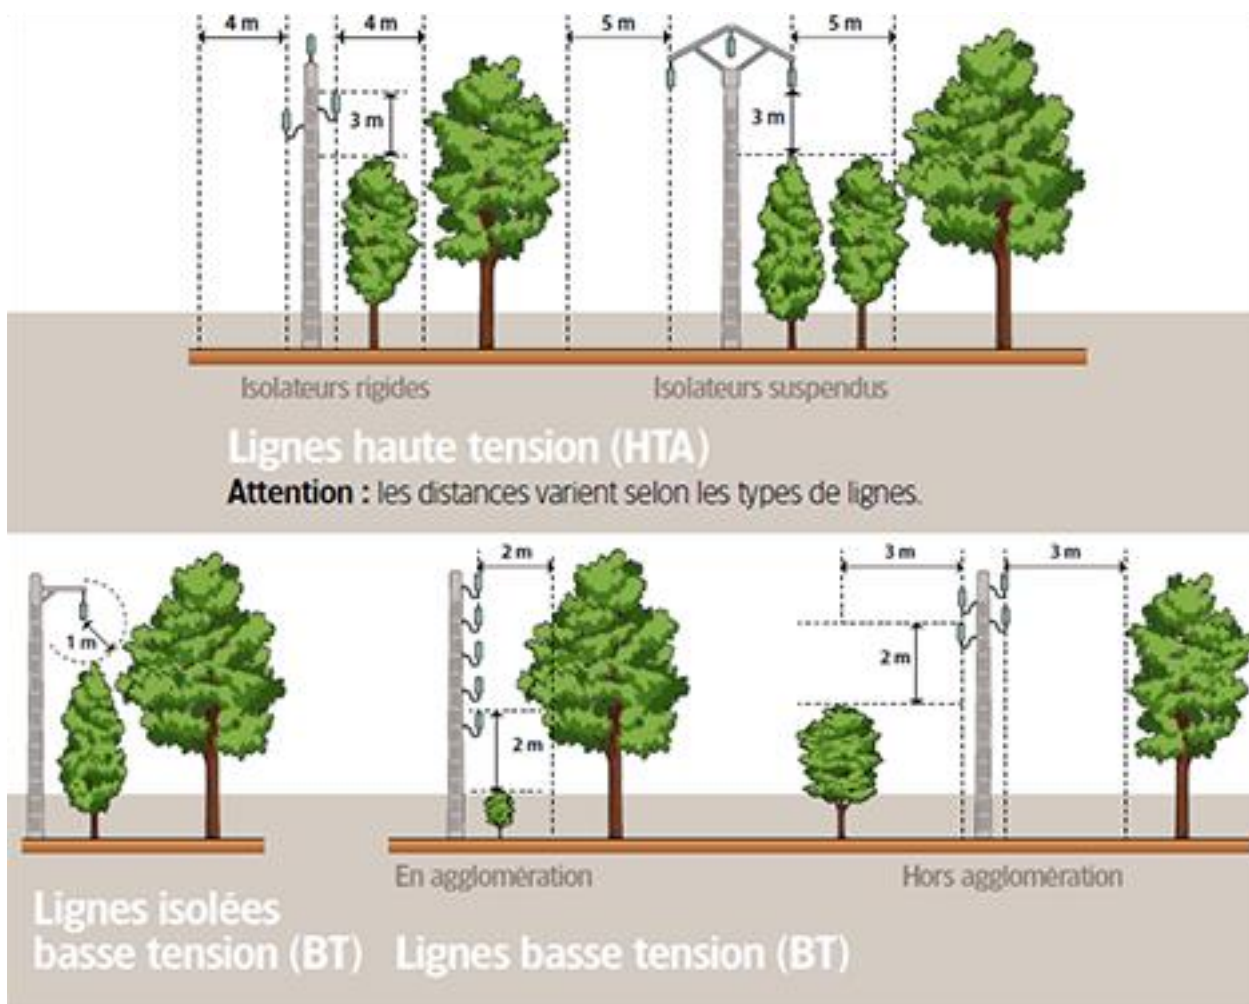 4 m
4 m
5 m
5 m
3 m
3 m
Isolateurs rigides
Isolateurs suspendus
Lignes haute tension (HTA)
Attention : les distances varient selon les types de lignes.
2 m
3 m
3 m
1 m
2 m
2 m
En agglomération
Hors agglomération
Lignes isolées
basse tension (BT)
Lignes basse tension (BT)